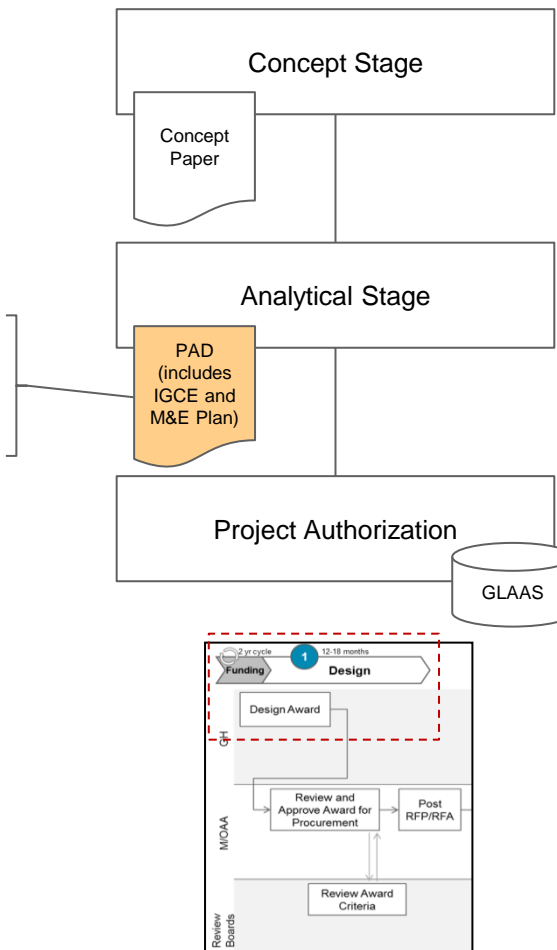 Concept Stage
Concept
Paper
Analytical Stage
PAD
(includes
IGCE and
M&E Plan)
Project Authorization
GLAAS
2 yr cycle
1
12-18 months
Funding
Design
GH
Design Award
M/OAA
Review and
Approve Award for
Procurement
Post
RFP/RFA
Review
Boards
Review Award
Criteria